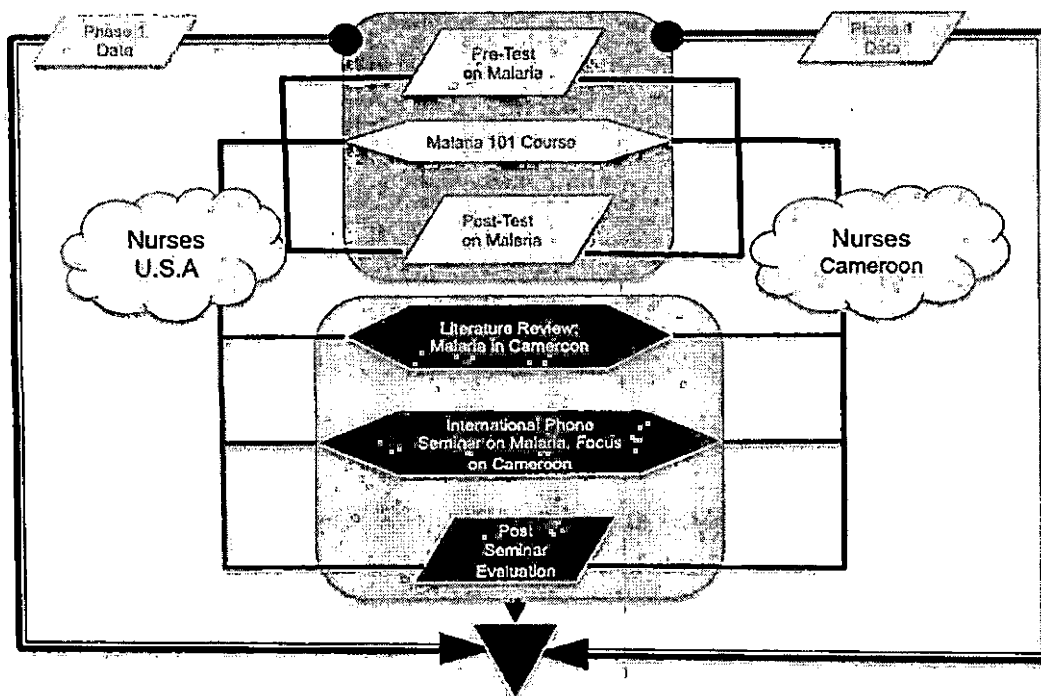 Phase 1
Data
Phase
Data
Pre-Test
on Malaria
Malaria 101 Course
Post-Test
on Malaria
Nurses
U.S.A
Nurses
Cameroon
Literature Review:
Malaria in Cameroon
International Phone
Seminar on Malaria. Focus
on Cameroon
Post
Seminar
Evaluation